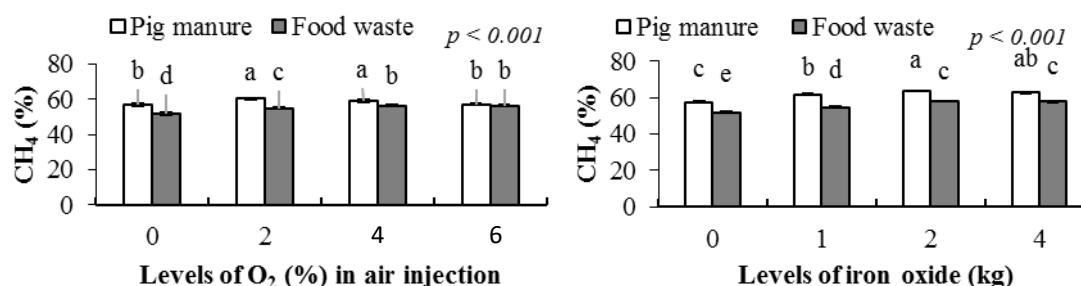 Pig manure Food waste
p < 0.001
CH₄ (%)
80
60
40
20
0
b d a c a b b b
0 2 4 6
Levels of O₂ (%) in air injection
Pig manure Food waste
p < 0.001
CH₄ (%)
80
60
40
20
0
c e b d a c ab c
0 1 2 4
Levels of iron oxide (kg)